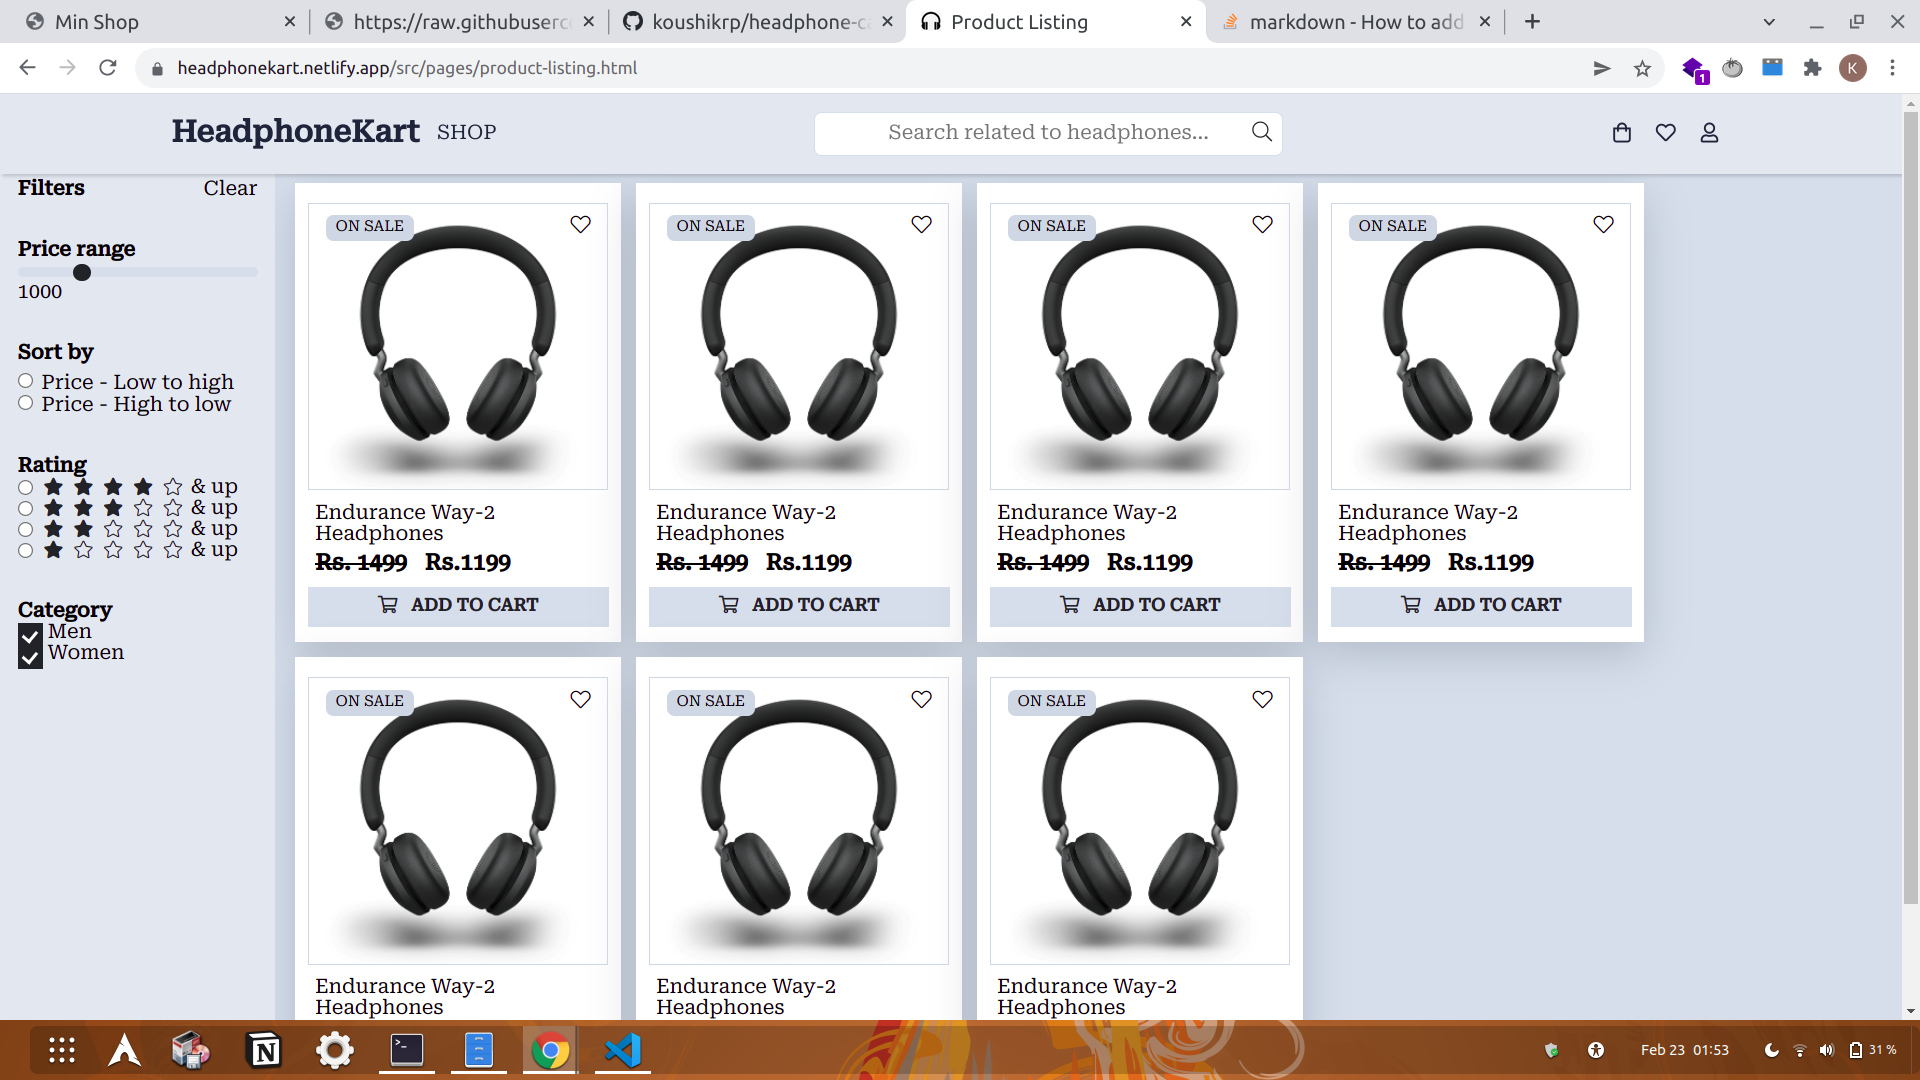 Min Shop
https://raw.githubuserc
koushikrp/headphone-c
Product Listing
markdown - How to add
headphonekart.netlify.app/src/pages/product-listing.html
K
1
HeadphoneKart
SHOP
Search related to headphones...
Filters
Clear
Price range
1000
Sort by
Price - Low to high
Price - High to low
Rating
& up
& up
& up
& up
Category
Men
Women
ON SALE
ON SALE
ON SALE
ON SALE
Endurance Way-2
Headphones
Rs. 1499 Rs.1199
ADD TO CART
Endurance Way-2
Headphones
Rs. 1499 Rs.1199
ADD TO CART
Endurance Way-2
Headphones
Rs. 1499 Rs.1199
ADD TO CART
Endurance Way-2
Headphones
Rs. 1499 Rs.1199
ADD TO CART
ON SALE
ON SALE
ON SALE
Endurance Way-2
Headphones
Endurance Way-2
Headphones
Endurance Way-2
Headphones
Feb 23 01:53
31 %